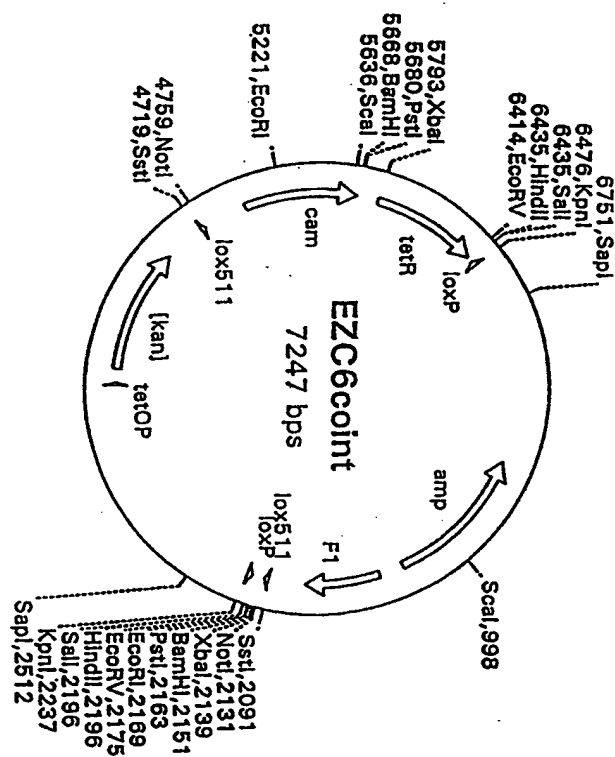 6751,SapI
6476,KpnI
6435,SalI
6435,HindII
6414,EcoRV
5793,XbaI
5680,PstI
5668,BamHI
5636,ScaI
5221,EcoRI
4759,NotI
4719,SstI
ScaI,998
SstI,2091
NotI,2131
XbaI,2139
BamHI,2151
PstI,2163
EcoRI,2169
EcoRV,2175
HindII,2196
SalI,2196
KpnI,2237
SapI,2512
amp
F1
loxP
lox511
EZC6coint
7247 bps
loxP
tetR
cam
lox511
[kan]
tetOP